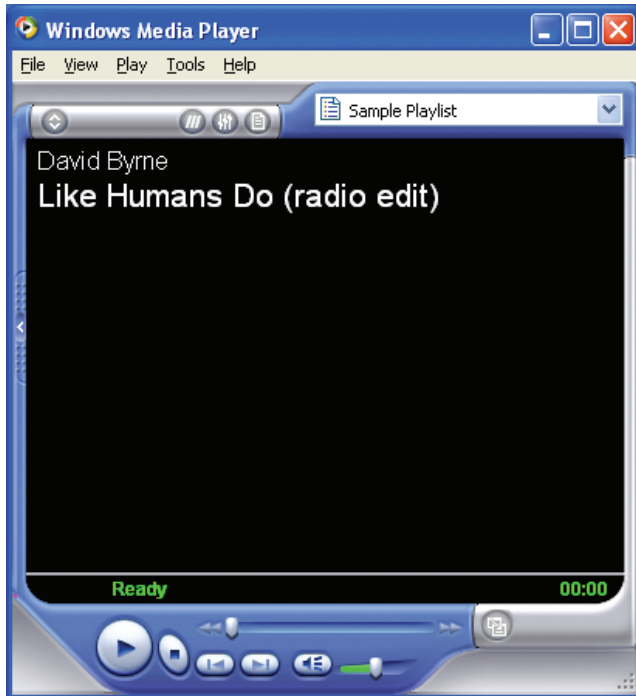 Windows Media Player
File View Play Tools Help
Sample Playlist
David Byrne
Like Humans Do (radio edit)
Ready 00:00